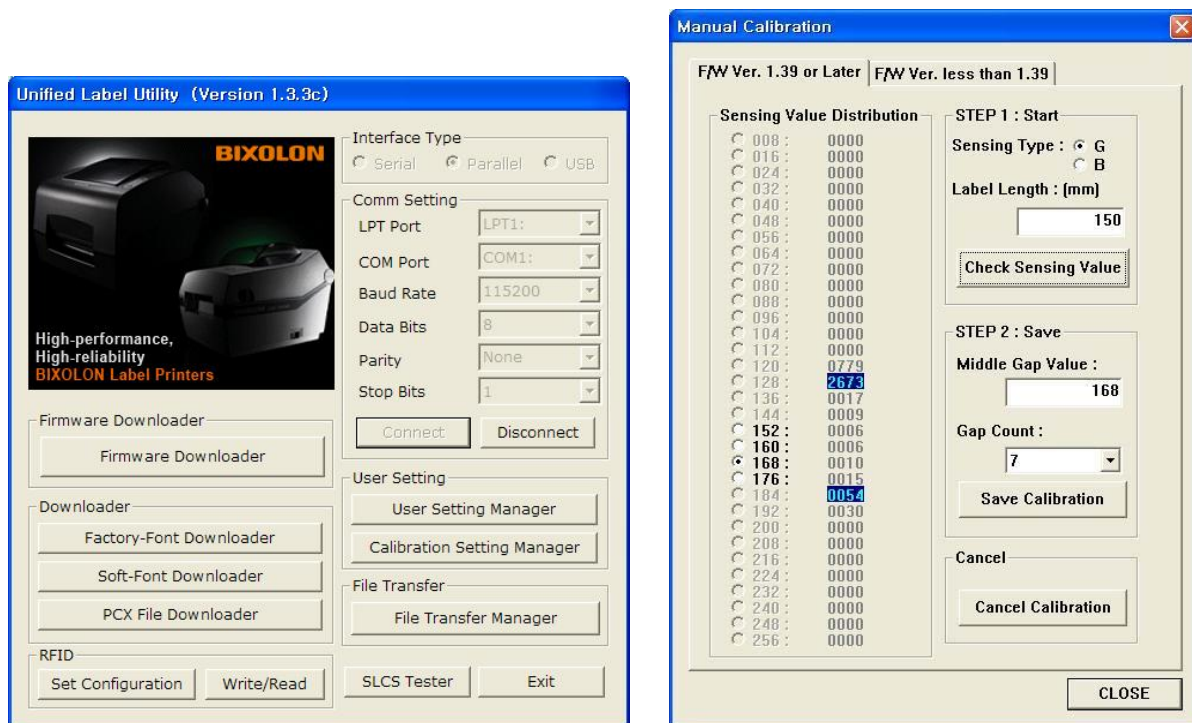 Unified Label Utility (Version 1.3.3c)
BIXOLON
High-performance,
High-reliability
BIXOLON Label Printers
Firmware Downloader
Firmware Downloader
Downloader
Factory-Font Downloader
Soft-Font Downloader
PCX File Downloader
RFID
Set Configuration Write/Read
Interface Type
Serial Parallel USB
Comm Setting
LPT Port LPT1:
COM Port COM1:
Baud Rate 115200
Data Bits 8
Parity None
Stop Bits 1
Connect Disconnect
User Setting
User Setting Manager
Calibration Setting Manager
File Transfer
File Transfer Manager
SLCS Tester Exit
Manual Calibration
F/W Ver. 1.39 or Later F/W Ver. less than 1.39
Sensing Value Distribution
008 : 0000
016 : 0000
024 : 0000
032 : 0000
040 : 0000
048 : 0000
056 : 0000
064 : 0000
072 : 0000
080 : 0000
088 : 0000
096 : 0000
104 : 0000
112 : 0000
120 : 0779
128 : 2673
136 : 0017
144 : 0009
152 : 0006
160 : 0006
168 : 0010
176 : 0015
184 : 0054
192 : 0030
200 : 0000
208 : 0000
216 : 0000
224 : 0000
232 : 0000
240 : 0000
248 : 0000
256 : 0000
STEP 1 : Start
Sensing Type : G
B
Label Length : (mm)
150
Check Sensing Value
STEP 2 : Save
Middle Gap Value :
168
Gap Count :
7
Save Calibration
Cancel
Cancel Calibration
CLOSE